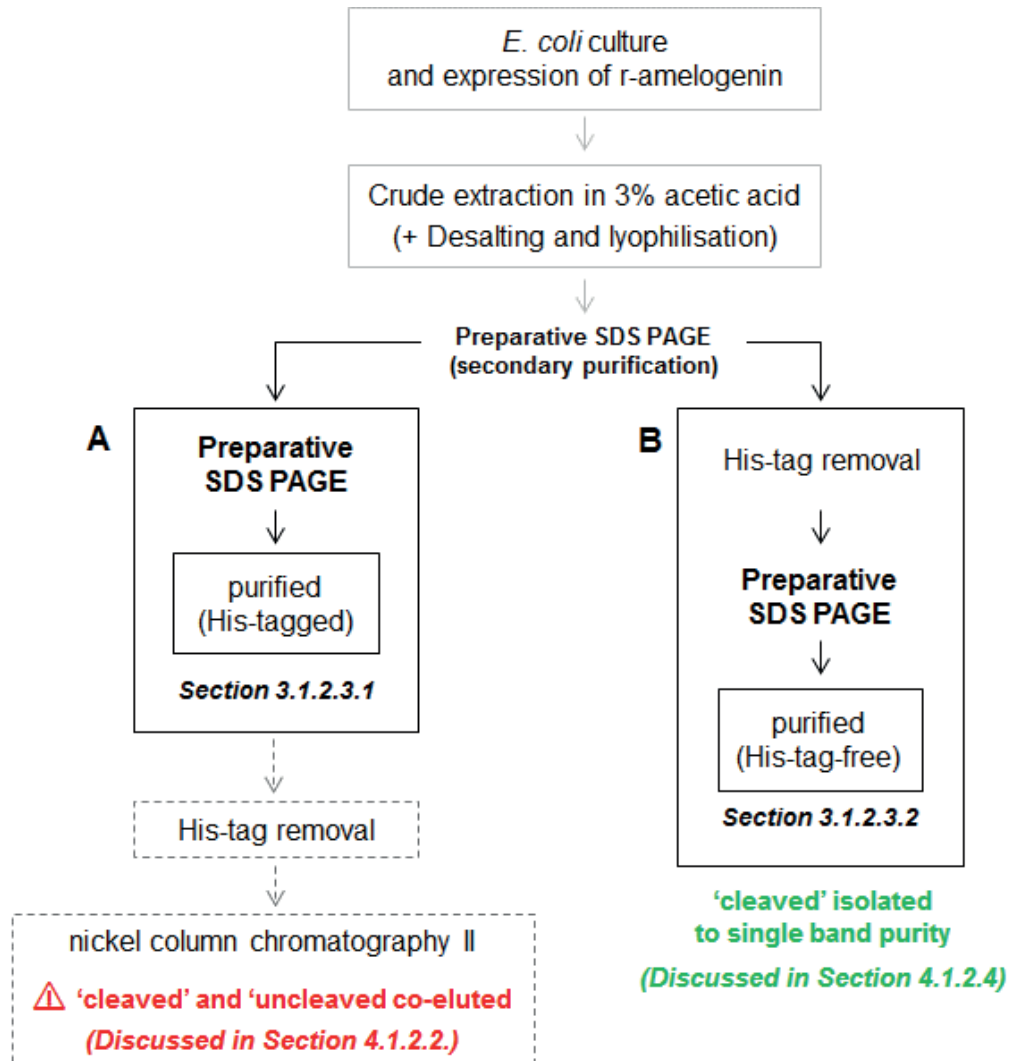 E. coli culture
and expression of r-amelogenin
Crude extraction in 3% acetic acid
(+ Desalting and lyophilisation)
Preparative SDS PAGE
(secondary purification)
A
Preparative
SDS PAGE
purified
(His-tagged)
Section 3.1.2.3.1
His-tag removal
nickel column chromatography II
‘cleaved’ and ‘uncleaved co-eluted
(Discussed in Section 4.1.2.2.)
B
His-tag removal
Preparative
SDS PAGE
purified
(His-tag-free)
Section 3.1.2.3.2
‘cleaved’ isolated
to single band purity
(Discussed in Section 4.1.2.4)